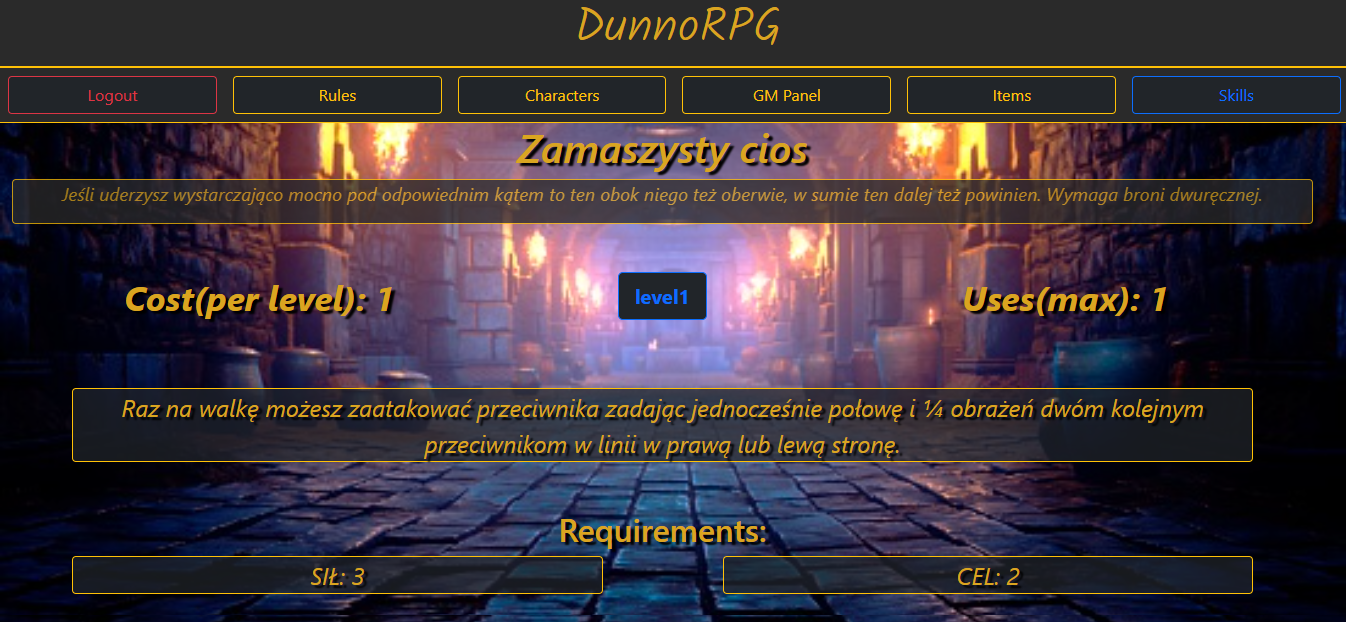 DunnoRPG
Logout Rules Characters GM Panel Items Skills
Zamaszysty cios
Jeśli uderzysz wystarczająco mocno pod odpowiednim kątem to ten obok niego też oberwie, w sumie ten dalej też powinien. Wymaga broni dwuręcznej.
Cost(per level): 1 level1 Uses(max): 1
Raz na walkę możesz zaatakować przeciwnika zadając jednocześnie połowę i ¼ obrażeń dwóm kolejnym
przeciwnikom w linii w prawą lub lewą stronę.
Requirements:
SIŁ: 3 CEL: 2